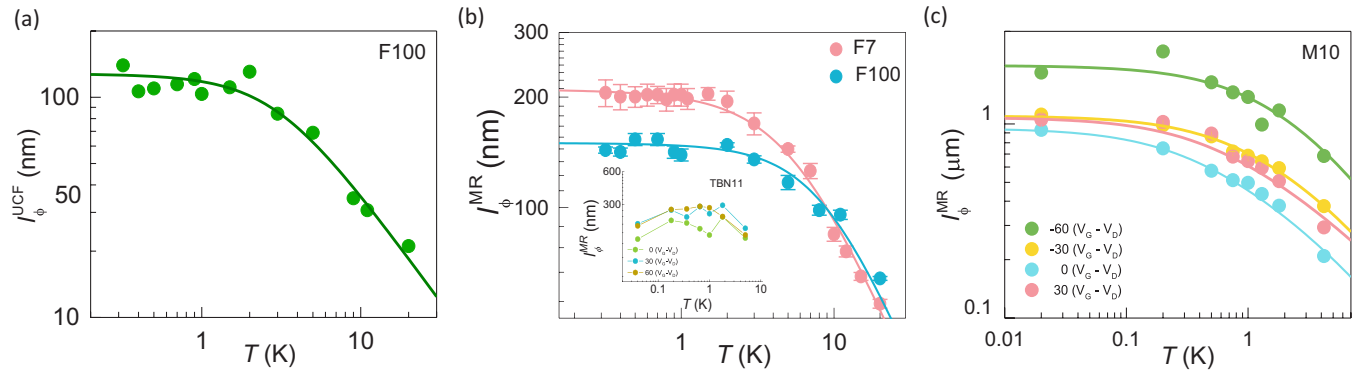 (a)
F100
100
50
10
1
10
T (K)
l_ϕ^UCF (nm)
(b)
F7
F100
200
100
1
10
T (K)
l_ϕ^MR (nm)
TBN11
600
300
0 (V_G-V_D)
30 (V_G-V_D)
60 (V_G-V_D)
0.1
1
10
T (K)
l_ϕ^MR (nm)
(c)
M10
1
0.1
-60 (V_G - V_D)
-30 (V_G - V_D)
0 (V_G - V_D)
30 (V_G - V_D)
0.01
0.1
1
T (K)
l_ϕ^MR (μm)